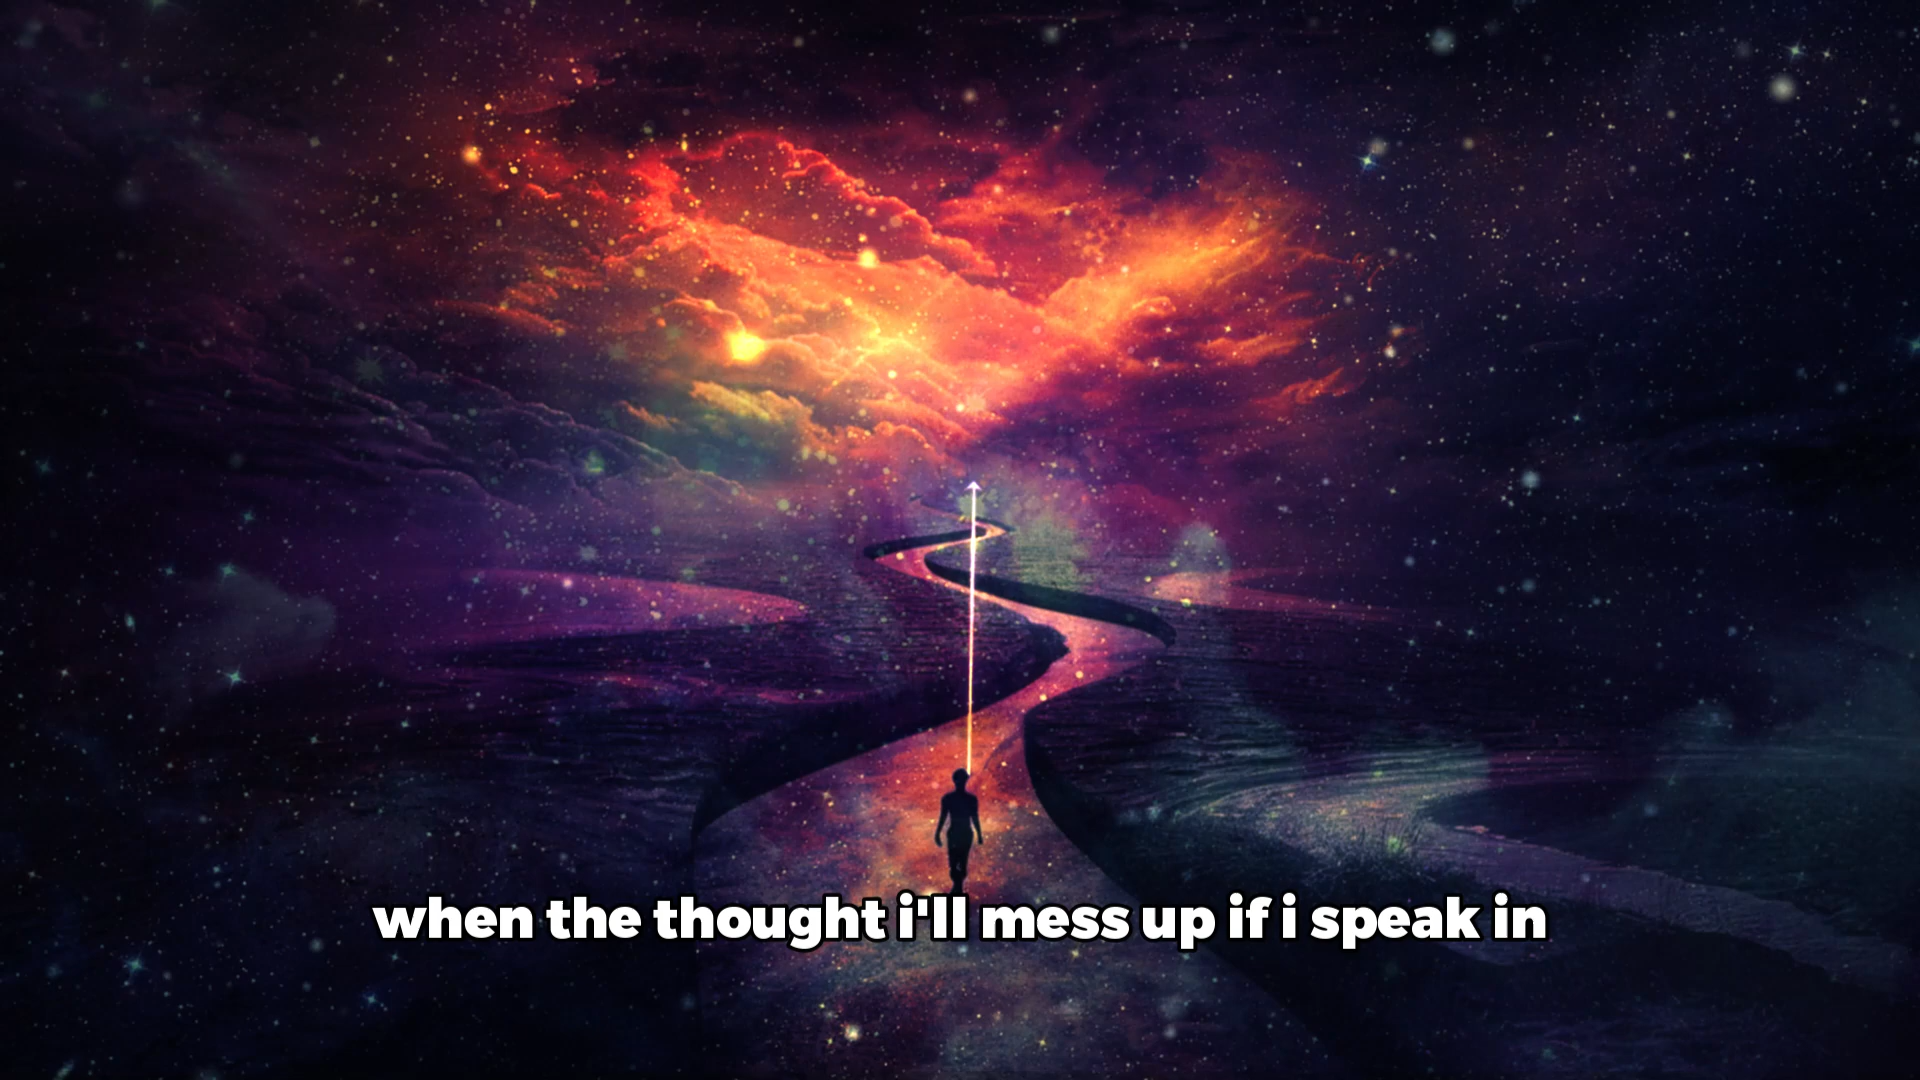 when the thought i'll mess up if i speak in